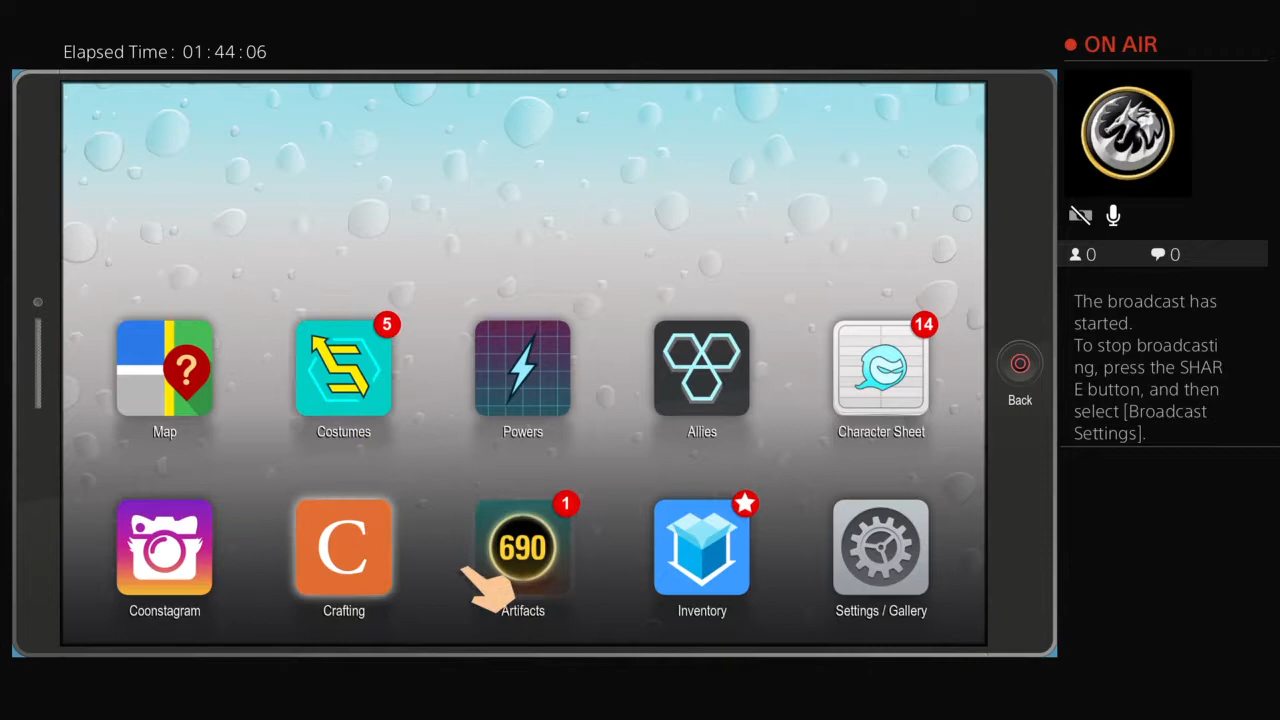 Elapsed Time: 01:44:06
ON AIR
0
0
The broadcast has
started.
To stop broadcasti
ng, press the SHAR
E button, and then
select [Broadcast
Settings].
Back
?
5
14
Map
Costumes
Powers
Allies
Character Sheet
C
690
1
Coonstagram
Crafting
Artifacts
Inventory
Settings / Gallery